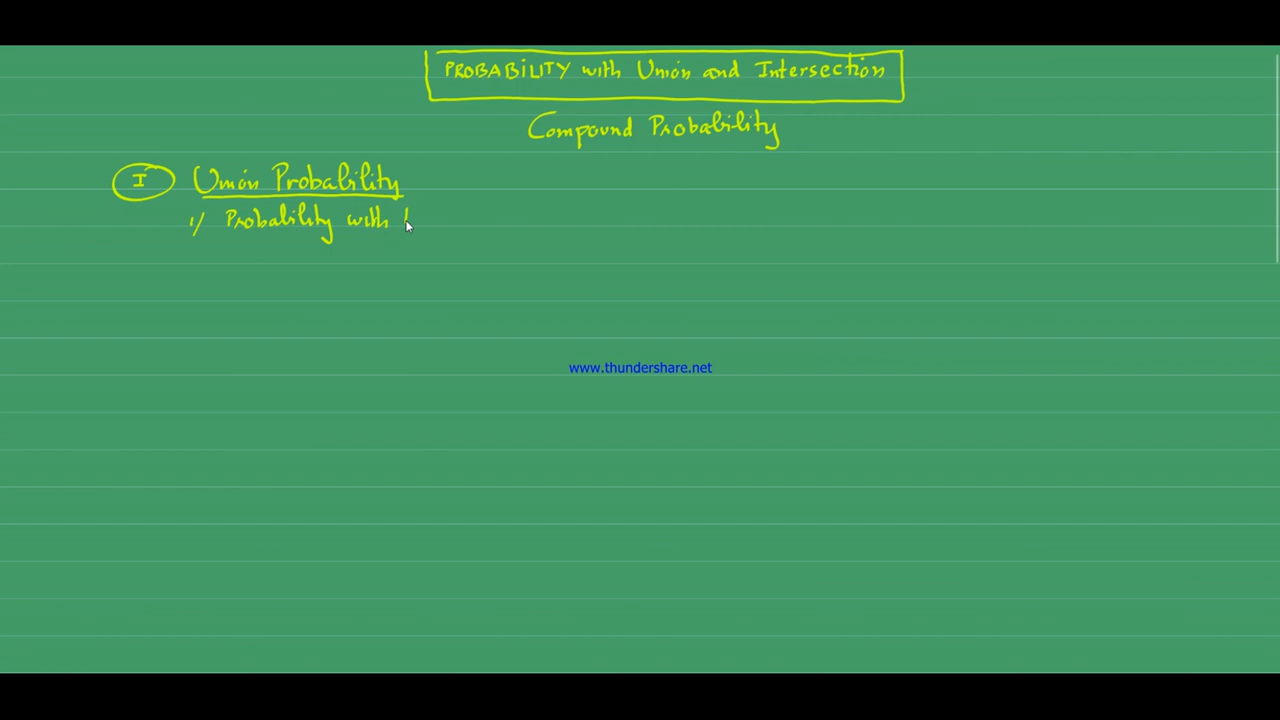 PROBABILITY with Union and Intersection
Compound Probability
I Union Probability
1/ Probability with
www.thundershare.net